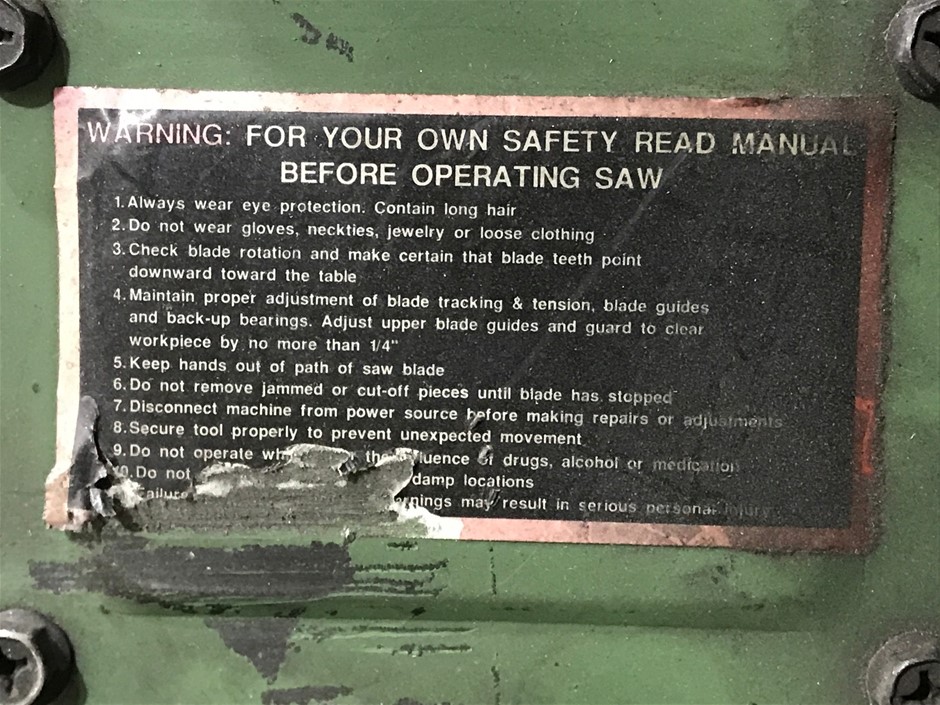 WARNING: FOR YOUR OWN SAFETY READ MANUAL
BEFORE OPERATING SAW
1. Always wear eye protection. Contain long hair
2. Do not wear gloves, neckties, jewelry or loose clothing
3. Check blade rotation and make certain that blade teeth point
downward toward the table
4. Maintain proper adjustment of blade tracking & tension, blade guides
and back-up bearings. Adjust upper blade guides and guard to clear
workpiece by no more than 1/4"
5. Keep hands out of path of saw blade
6. Do not remove jammed or cut-off pieces until blade has stopped
7. Disconnect machine from power source before making repairs or adjustments
8. Secure tool properly to prevent unexpected movement
9. Do not operate the of drugs, alcohol or medication
10. Do not damp locations
Failure may result in serious personal injury